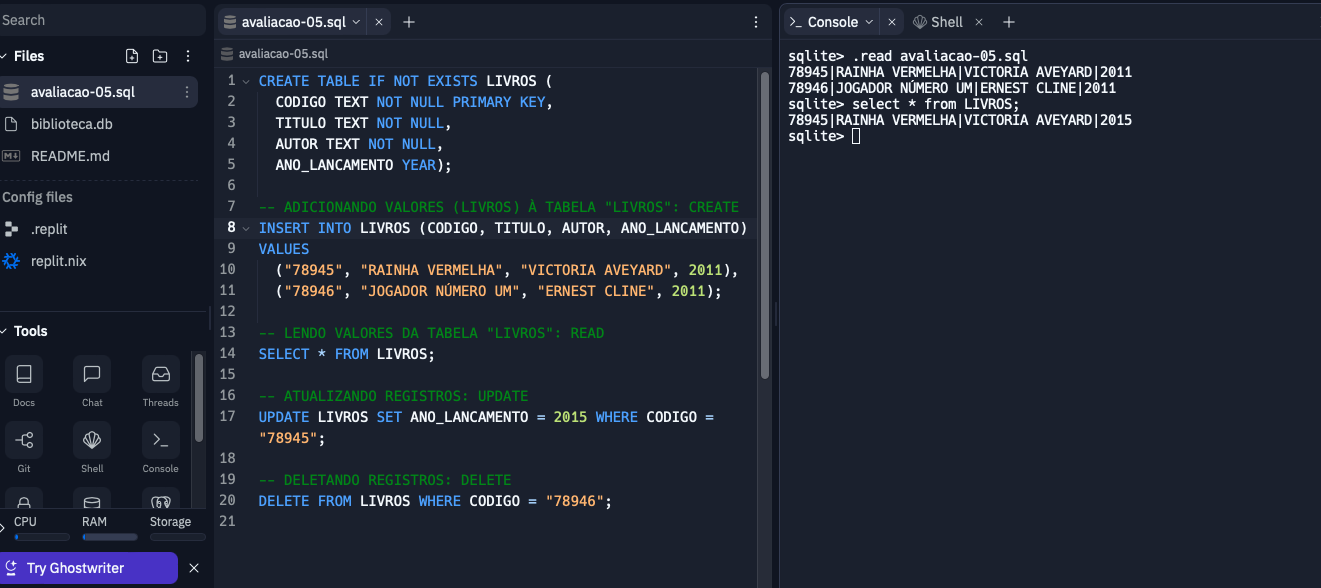 Search
Files
avaliacao-05.sql
biblioteca.db
README.md
Config files
.replit
replit.nix
Tools
Docs
Chat
Threads
Git
Shell
Console
CPU
RAM
Storage
Try Ghostwriter
avaliacao-05.sql
avaliacao-05.sql
1 CREATE TABLE IF NOT EXISTS LIVROS (
2 CODIGO TEXT NOT NULL PRIMARY KEY,
3 TITULO TEXT NOT NULL,
4 AUTOR TEXT NOT NULL,
5 ANO_LANCAMENTO YEAR);
6
7 -- ADICIONANDO VALORES (LIVROS) À TABELA "LIVROS": CREATE
8 INSERT INTO LIVROS (CODIGO, TITULO, AUTOR, ANO_LANCAMENTO)
9 VALUES
10 ("78945", "RAINHA VERMELHA", "VICTORIA AVEYARD", 2011),
11 ("78946", "JOGADOR NÚMERO UM", "ERNEST CLINE", 2011);
12
13 -- LENDO VALORES DA TABELA "LIVROS": READ
14 SELECT * FROM LIVROS;
15
16 -- ATUALIZANDO REGISTROS: UPDATE
17 UPDATE LIVROS SET ANO_LANCAMENTO = 2015 WHERE CODIGO =
"78945";
18
19 -- DELETANDO REGISTROS: DELETE
20 DELETE FROM LIVROS WHERE CODIGO = "78946";
21
>_ Console
Shell
sqlite> .read avaliacao-05.sql
78945|RAINHA VERMELHA|VICTORIA AVEYARD|2011
78946|JOGADOR NÚMERO UM|ERNEST CLINE|2011
sqlite> select * from LIVROS;
78945|RAINHA VERMELHA|VICTORIA AVEYARD|2015
sqlite>